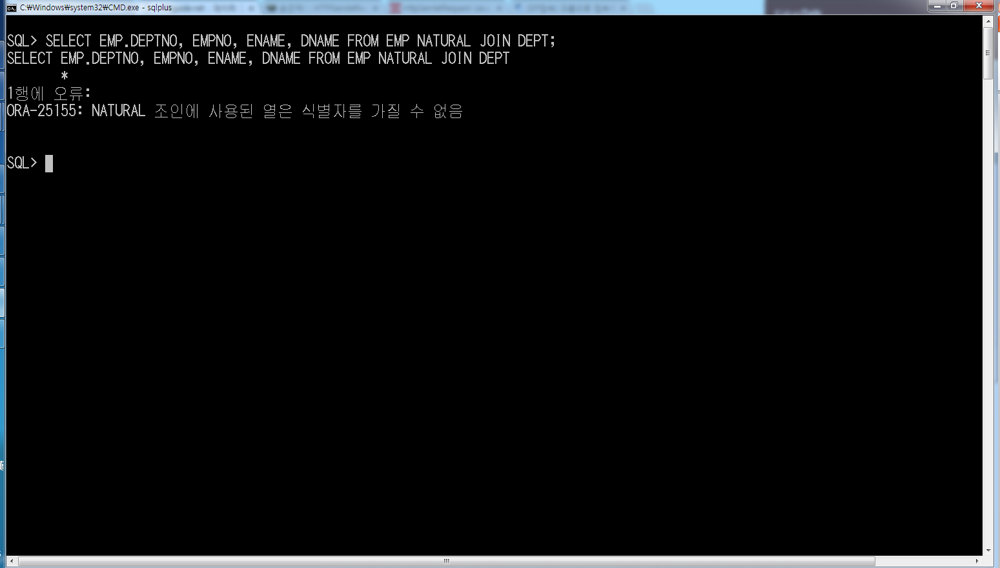 C:₩Windows₩system32₩CMD.exe - sqlplus
SQL> SELECT EMP.DEPTNO, EMPNO, ENAME, DNAME FROM EMP NATURAL JOIN DEPT;
SELECT EMP.DEPTNO, EMPNO, ENAME, DNAME FROM EMP NATURAL JOIN DEPT
*
1행에 오류:
ORA-25155: NATURAL 조인에 사용된 열은 식별자를 가질 수 없음
SQL>